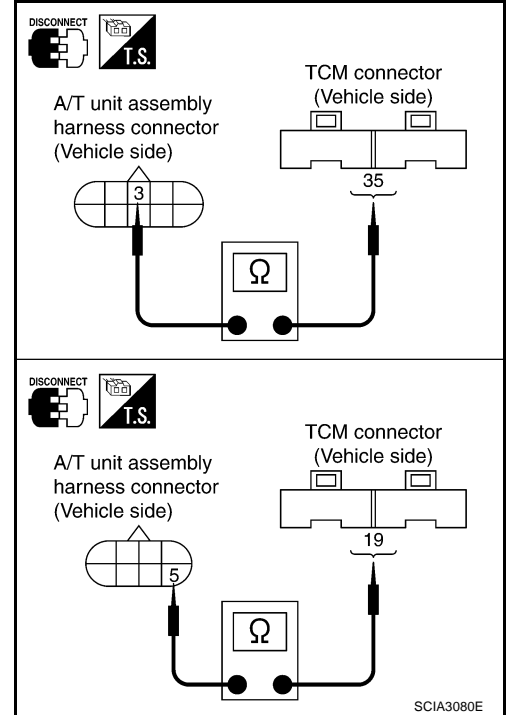 DISCONNECT
T.S.
TCM connector
(Vehicle side)
A/T unit assembly
harness connector
(Vehicle side)
3
35
Ω
DISCONNECT
T.S.
TCM connector
(Vehicle side)
A/T unit assembly
harness connector
(Vehicle side)
19
5
Ω
SCIA3080E